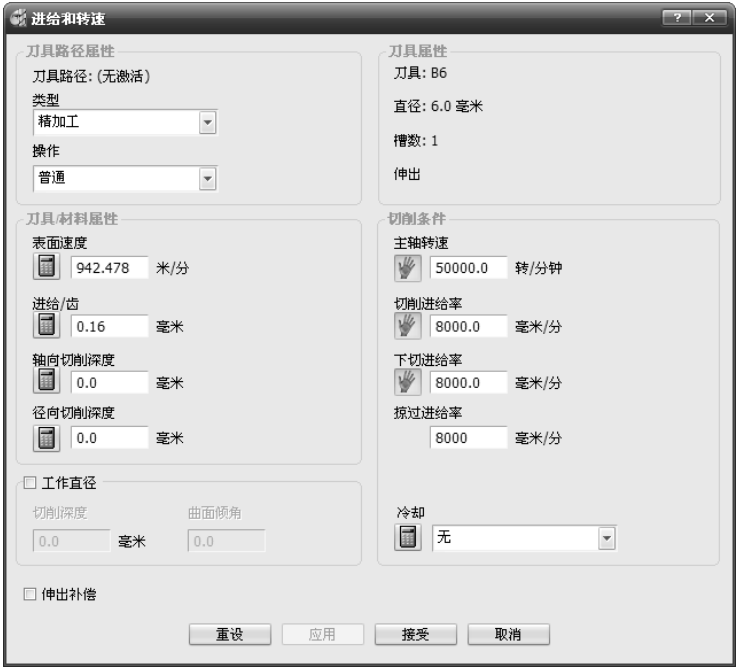 进给和转速
刀具路径属性
刀具路径: (无激活)
类型
精加工
操作
普通
刀具属性
刀具: B6
直径: 6.0 毫米
槽数: 1
伸出
刀具/材料属性
表面速度
942.478 米/分
进给/齿
0.16 毫米
轴向切削深度
0.0 毫米
径向切削深度
0.0 毫米
切削条件
主轴转速
50000.0 转/分钟
切削进给率
8000.0 毫米/分
下切进给率
8000.0 毫米/分
掠过进给率
8000 毫米/分
工作直径
切削深度 曲面倾角
0.0 毫米 0.0
冷却
无
伸出补偿
重设 应用 接受 取消